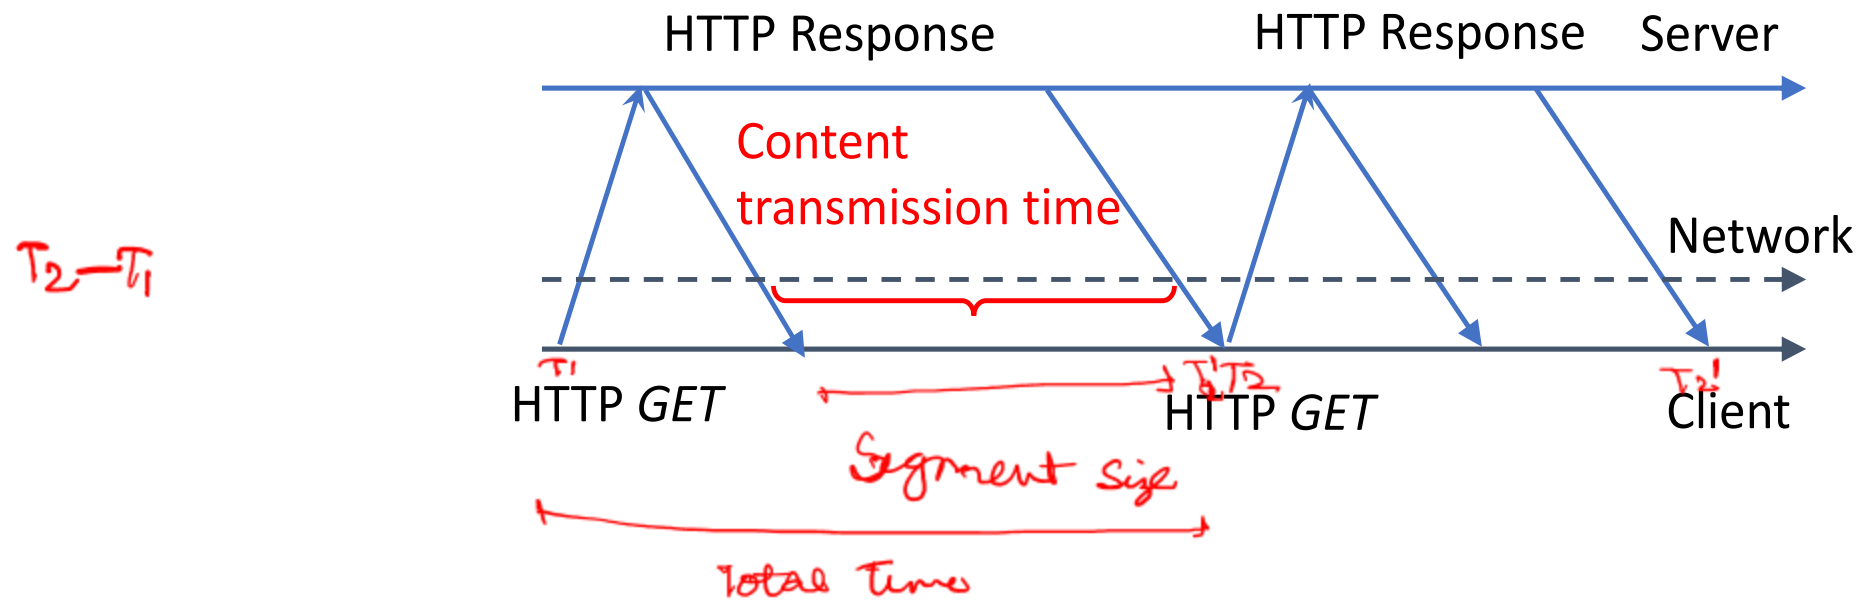 HTTP Response HTTP Response Server
Content
transmission time
Network
T2-T1
T1 T2' T2 T2'
HTTP GET HTTP GET Client
Segment Size
Total Time